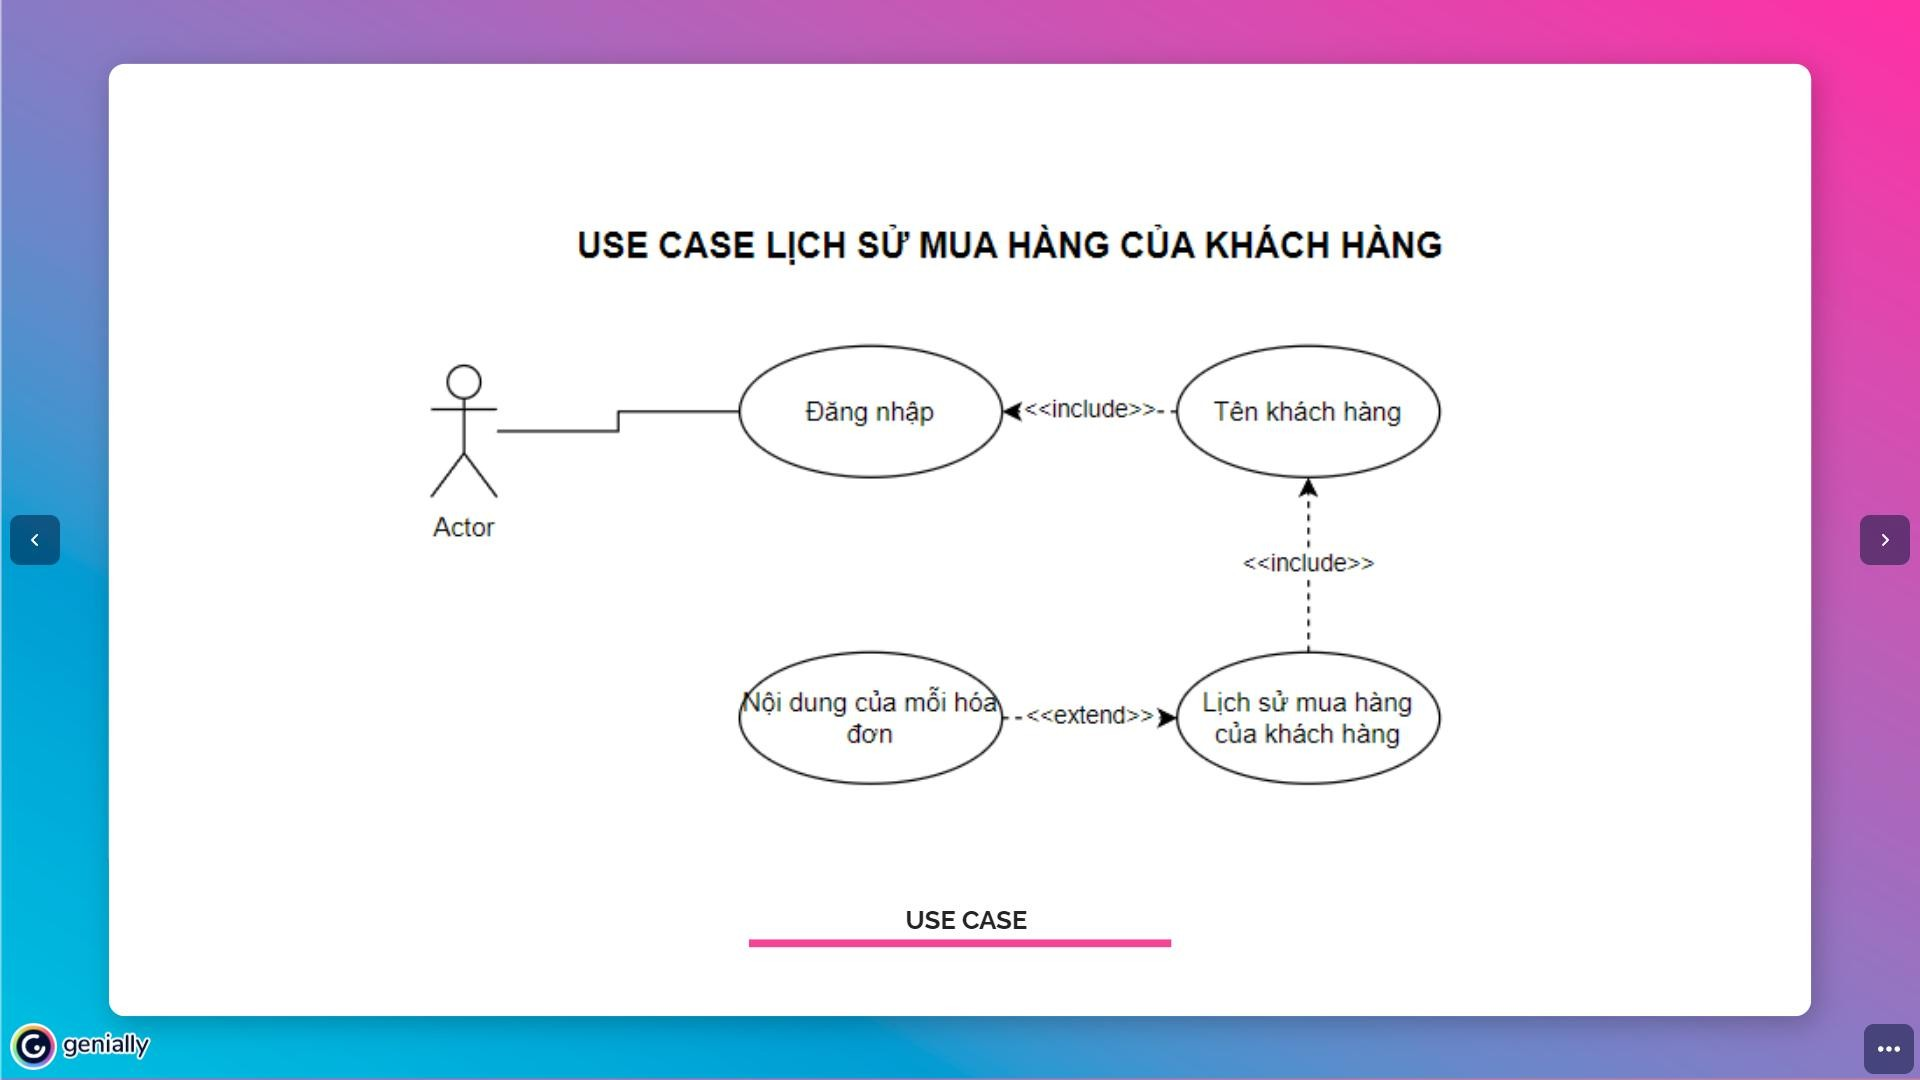 USE CASE LỊCH SỬ MUA HÀNG CỦA KHÁCH HÀNG
Đăng nhập
<<include>>
Tên khách hàng
Actor
<<include>>
Nội dung của mỗi hóa
đơn
<<extend>>
Lịch sử mua hàng
của khách hàng
USE CASE
genially